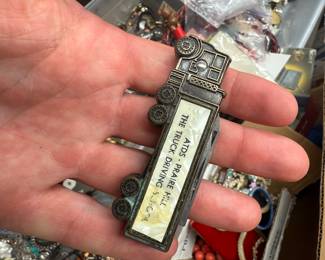 ATDS - PRAIRIE HILL
THE TRUCK DRIVING